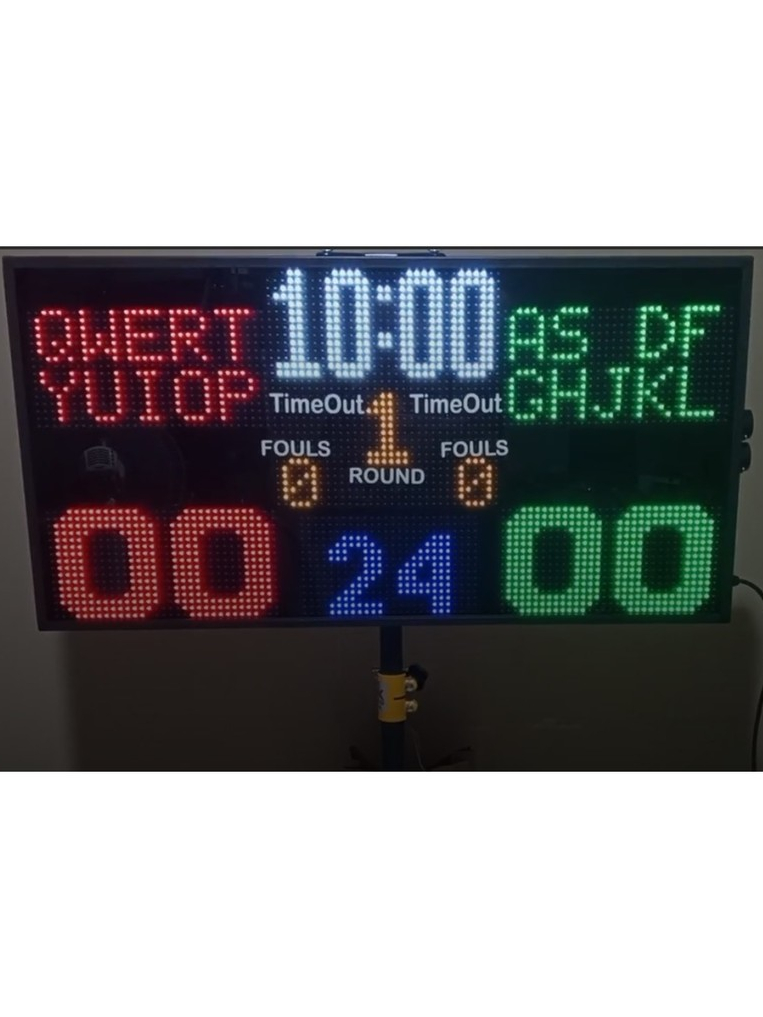 10:00
QWERT
YUIOP
AS DF
GHJKL
TimeOut 1 TimeOut
FOULS FOULS
0 ROUND 0
00 24 00